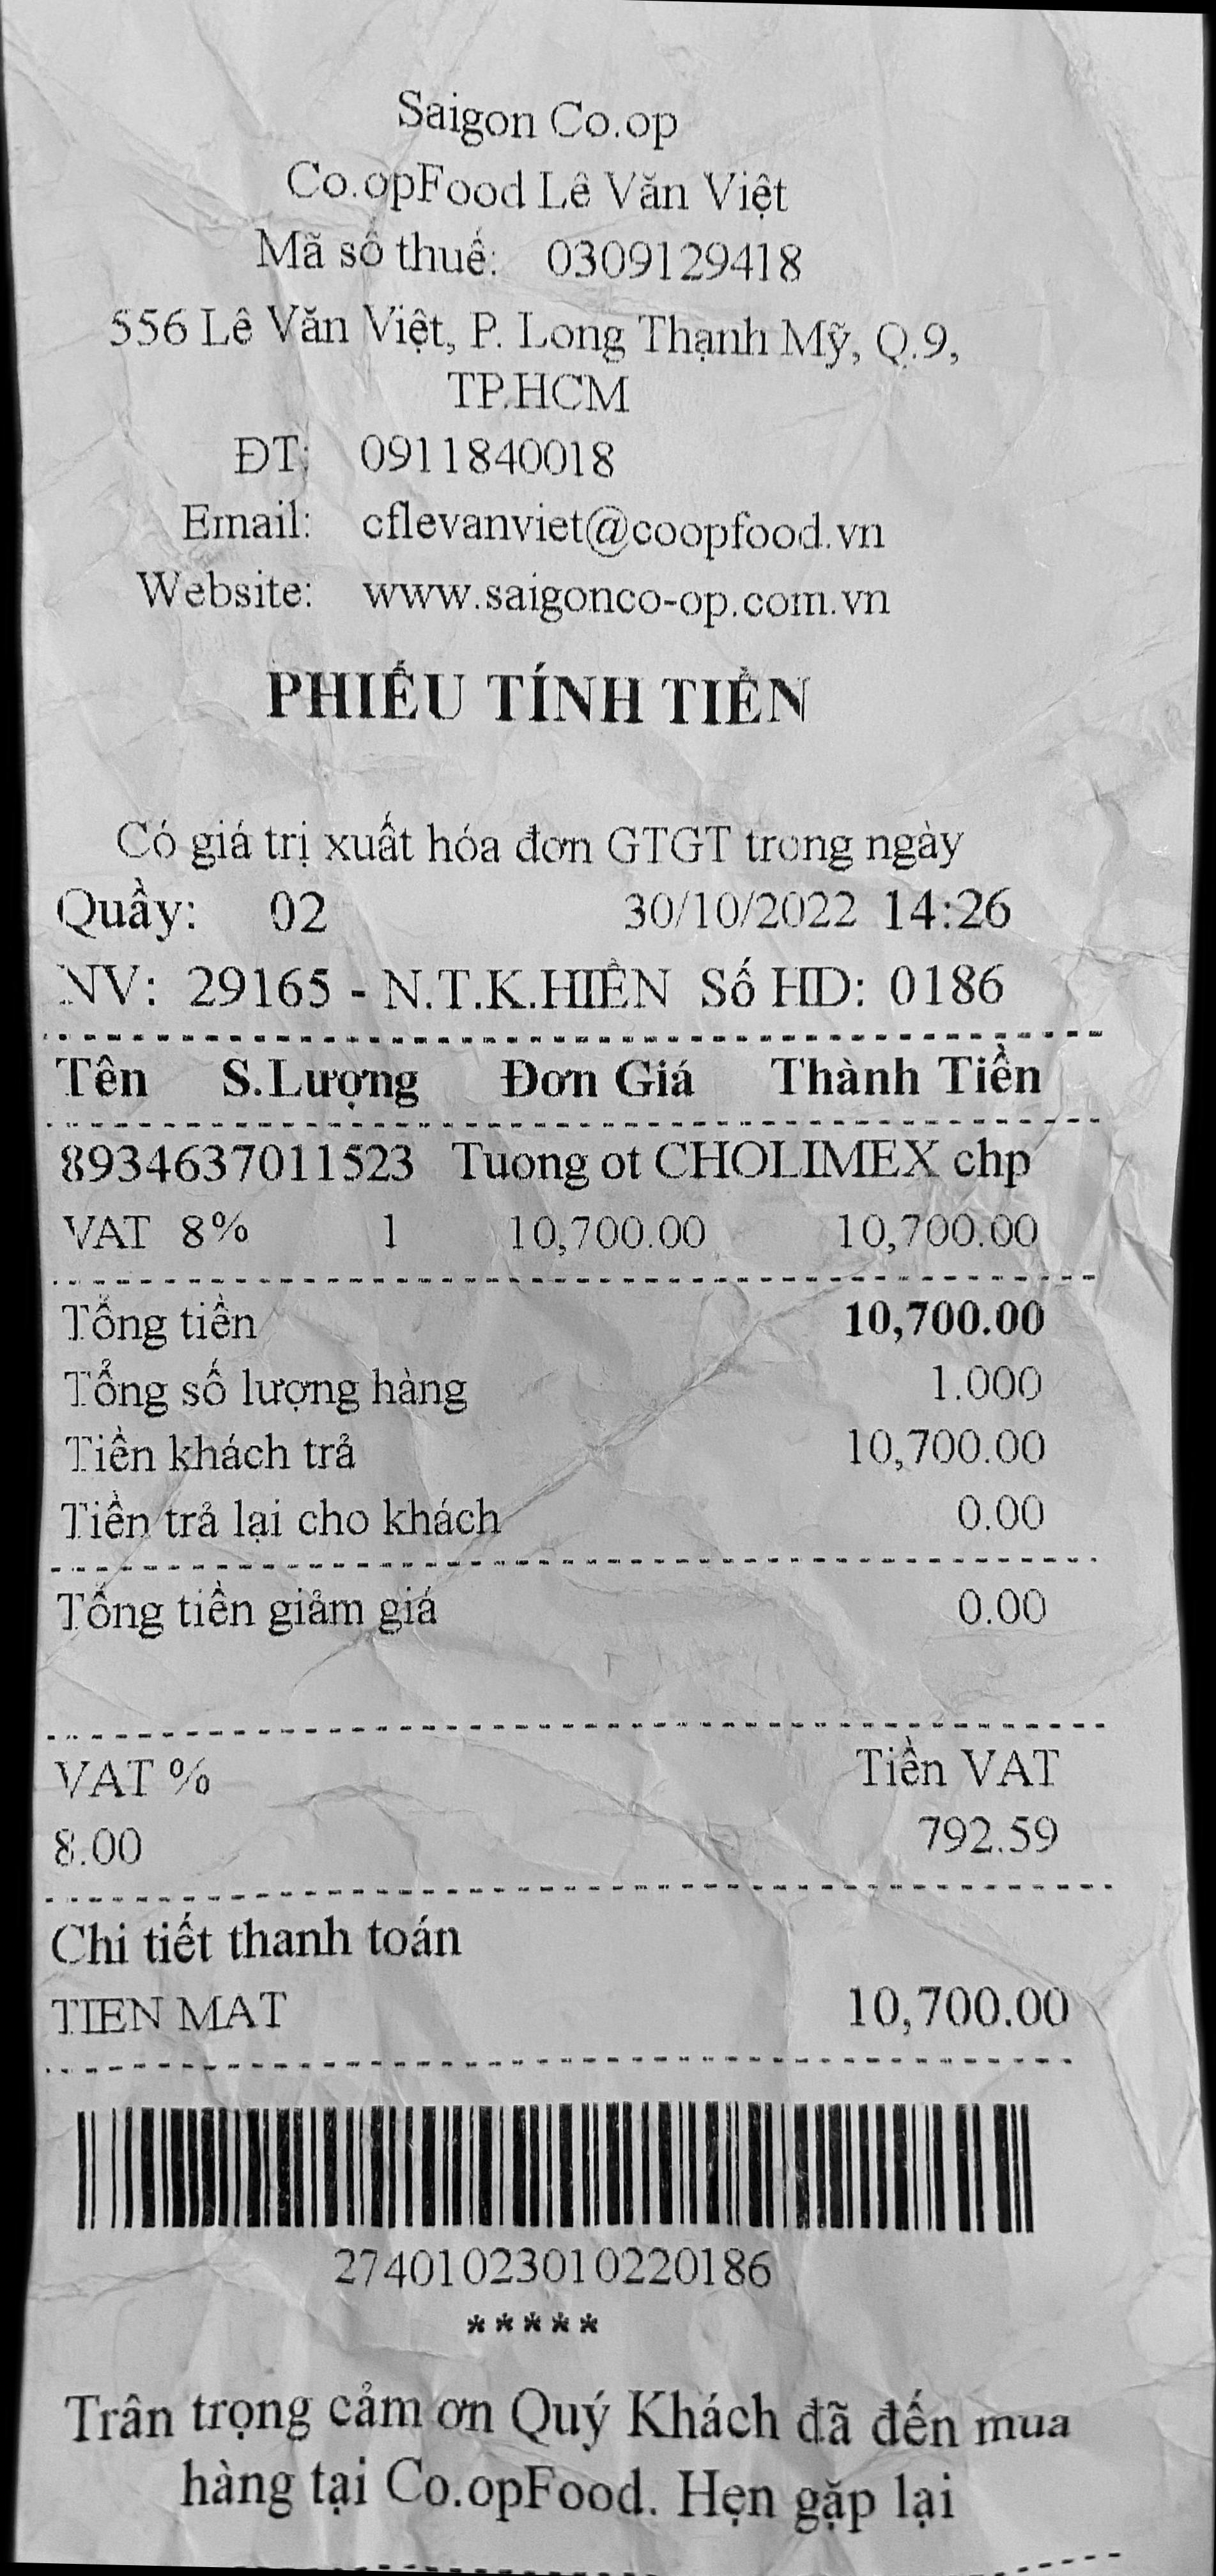 Saigon Co.op
Co.opFood Lê Văn Việt
Mã số thuế: 0309129418
556 Lê Văn Việt, P. Long Thạnh Mỹ, Q.9,
TP.HCM
ĐT: 0911840018
Email: cflevanviet@coopfood.vn
Website: www.saigonco-op.com.vn
PHIẾU TÍNH TIỀN
Có giá trị xuất hóa đơn GTGT trong ngày
Quầy: 02 30/10/2022 14:26
NV: 29165 - N.T.K.HIỀN Số HD: 0186
Tên S.Lượng Đơn Giá Thành Tiền
8934637011523 Tuong ot CHOLIMEX chp
VAT 8% 1 10,700.00 10,700.00
Tổng tiền 10,700.00
Tổng số lượng hàng 1.000
Tiền khách trả 10,700.00
Tiền trả lại cho khách 0.00
Tổng tiền giảm giá 0.00
VAT % Tiền VAT
8.00 792.59
Chi tiết thanh toán
TIEN MAT 10,700.00
27401023010220186
*****
Trân trọng cảm ơn Quý Khách đã đến mua
hàng tại Co.opFood. Hẹn gặp lại